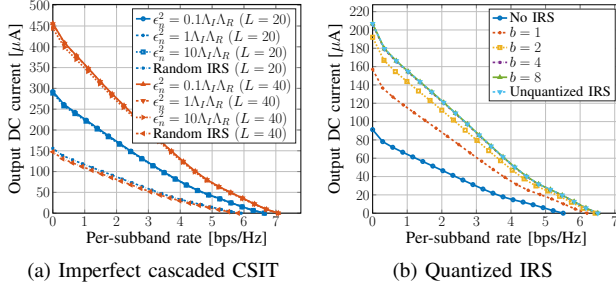 Output DC current [μA]
500
450
400
350
300
250
200
150
100
50
0
0 1 2 3 4 5 6 7 8
Per-subband rate [bps/Hz]
ϵ_n^2 = 0.1Λ_IΛ_R (L = 20)
ϵ_n^2 = 1Λ_IΛ_R (L = 20)
ϵ_n^2 = 10Λ_IΛ_R (L = 20)
Random IRS (L = 20)
ϵ_n^2 = 0.1Λ_IΛ_R (L = 40)
ϵ_n^2 = 1Λ_IΛ_R (L = 40)
ϵ_n^2 = 10Λ_IΛ_R (L = 40)
Random IRS (L = 40)
(a) Imperfect cascaded CSIT
Output DC current [μA]
220
200
180
160
140
120
100
80
60
40
20
0
0 1 2 3 4 5 6 7
Per-subband rate [bps/Hz]
No IRS
b = 1
b = 2
b = 4
b = 8
Unquantized IRS
(b) Quantized IRS